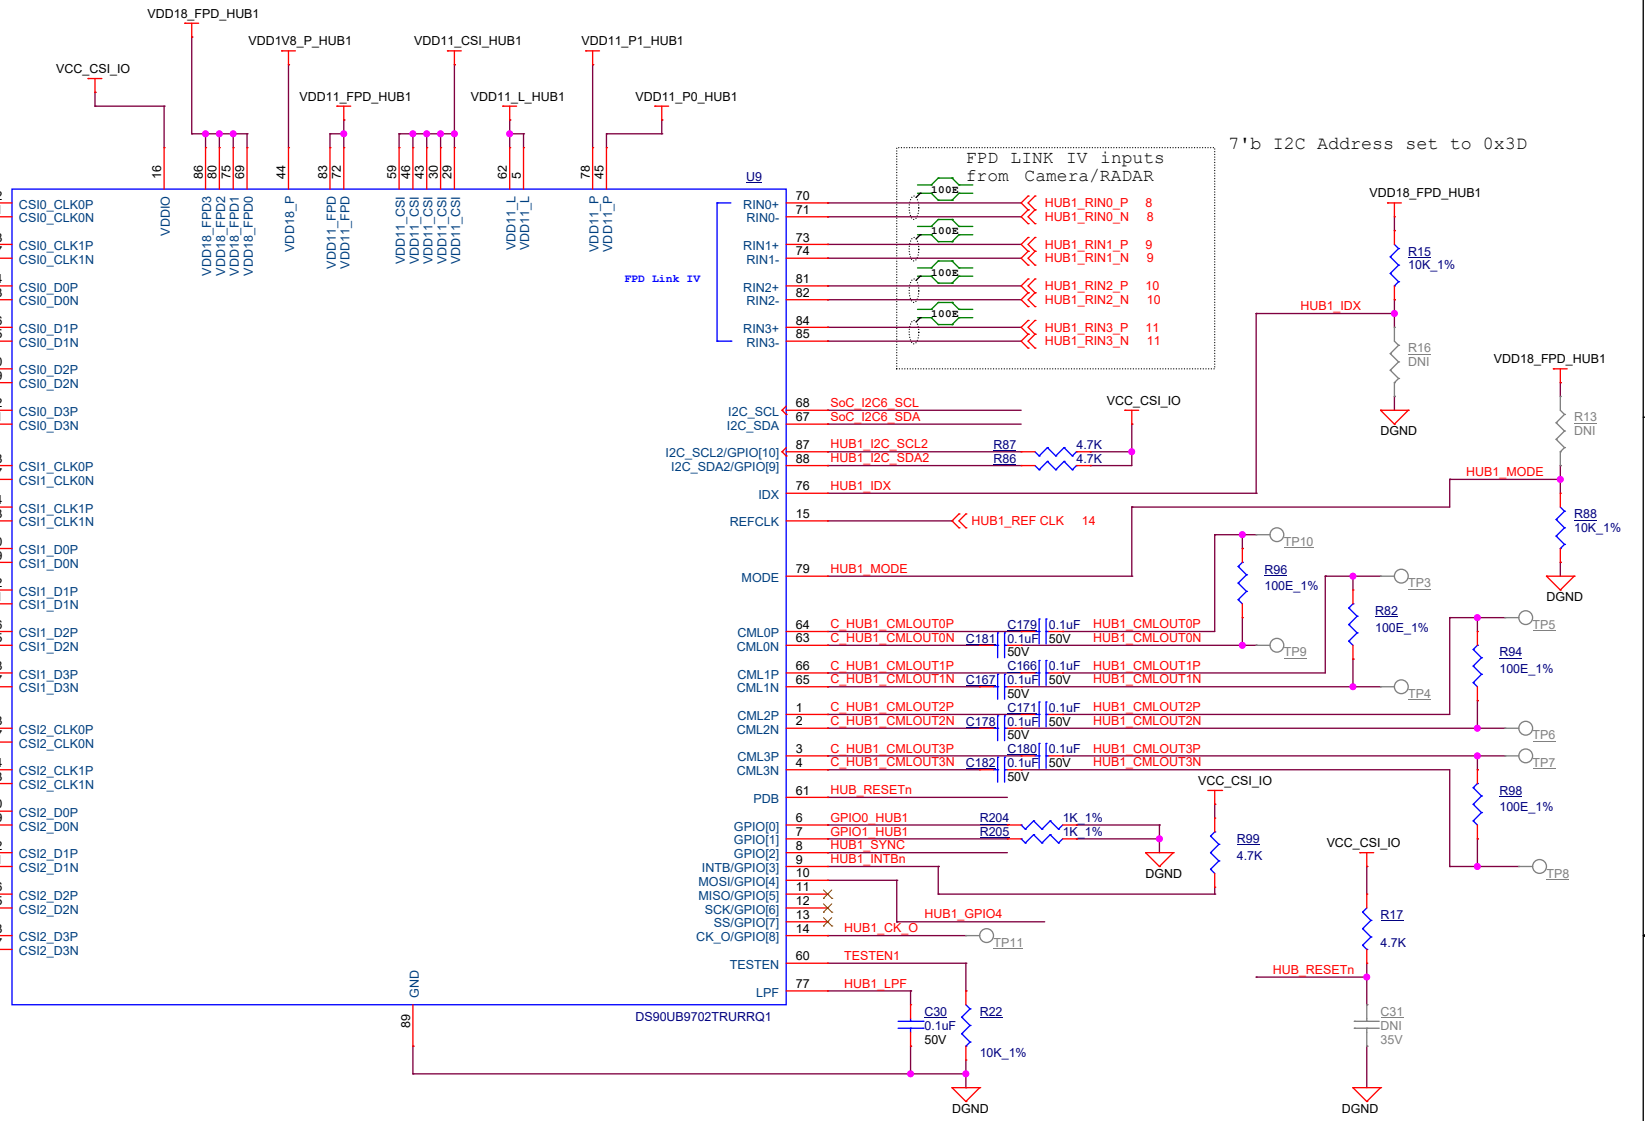 VDD18_FPD_HUB1
VDD1V8_P_HUB1
VDD11_CSI_HUB1
VDD11_P1_HUB1
VCC_CSI_IO
VDD11_FPD_HUB1
VDD11_L_HUB1
VDD11_P0_HUB1
7'b I2C Address set to 0x3D
16
86
80
75
69
44
83
72
59
46
43
30
29
62
5
78
45
VDDIO
VDD18_FPD3
VDD18_FPD2
VDD18_FPD1
VDD18_FPD0
VDD18_P
VDD11_FPD
VDD11_FPD
VDD11_CSI
VDD11_CSI
VDD11_CSI
VDD11_CSI
VDD11_CSI
VDD11_L
VDD11_L
VDD11_P
VDD11_P
U9
CSI0_CLK0P
CSI0_CLK0N
CSI0_CLK1P
CSI0_CLK1N
CSI0_D0P
CSI0_D0N
CSI0_D1P
CSI0_D1N
CSI0_D2P
CSI0_D2N
CSI0_D3P
CSI0_D3N
CSI1_CLK0P
CSI1_CLK0N
CSI1_CLK1P
CSI1_CLK1N
CSI1_D0P
CSI1_D0N
CSI1_D1P
CSI1_D1N
CSI1_D2P
CSI1_D2N
CSI1_D3P
CSI1_D3N
CSI2_CLK0P
CSI2_CLK0N
CSI2_CLK1P
CSI2_CLK1N
CSI2_D0P
CSI2_D0N
CSI2_D1P
CSI2_D1N
CSI2_D2P
CSI2_D2N
CSI2_D3P
CSI2_D3N
GND
89
DS90UB9702TRURRQ1
FPD Link IV
FPD LINK IV inputs
from Camera/RADAR
100E
RIN0+ 70 HUB1_RIN0_P 8
RIN0- 71 HUB1_RIN0_N 8
100E
RIN1+ 73 HUB1_RIN1_P 9
RIN1- 74 HUB1_RIN1_N 9
100E
RIN2+ 81 HUB1_RIN2_P 10
RIN2- 82 HUB1_RIN2_N 10
100E
RIN3+ 84 HUB1_RIN3_P 11
RIN3- 85 HUB1_RIN3_N 11
I2C_SCL 68 SoC_I2C6_SCL
I2C_SDA 67 SoC_I2C6_SDA
VCC_CSI_IO
I2C_SCL2/GPIO[10] 87 HUB1_I2C_SCL2 R87 4.7K
I2C_SDA2/GPIO[9] 88 HUB1_I2C_SDA2 R86 4.7K
IDX 76 HUB1_IDX
REFCLK 15 HUB1_REF CLK 14
MODE 79 HUB1_MODE
CML0P 64 C_HUB1_CMLOUT0P C179 0.1uF HUB1_CMLOUT0P
CML0N 63 C_HUB1_CMLOUT0N C181 0.1uF 50V HUB1_CMLOUT0N
50V
CML1P 66 C_HUB1_CMLOUT1P C166 0.1uF HUB1_CMLOUT1P
CML1N 65 C_HUB1_CMLOUT1N C167 0.1uF 50V HUB1_CMLOUT1N
50V
CML2P 1 C_HUB1_CMLOUT2P C171 0.1uF HUB1_CMLOUT2P
CML2N 2 C_HUB1_CMLOUT2N C178 0.1uF 50V HUB1_CMLOUT2N
50V
CML3P 3 C_HUB1_CMLOUT3P C180 0.1uF HUB1_CMLOUT3P
CML3N 4 C_HUB1_CMLOUT3N C182 0.1uF 50V HUB1_CMLOUT3N
50V
PDB 61 HUB_RESETn
GPIO[0] 6 GPIO0_HUB1 R204 1K_1%
GPIO[1] 7 GPIO1_HUB1 R205 1K_1%
GPIO[2] 8 HUB1_SYNC
INTB/GPIO[3] 9 HUB1_INTBn
MOSI/GPIO[4] 10 HUB1_GPIO4
MISO/GPIO[5] 11
SCK/GPIO[6] 12
SS/GPIO[7] 13
CK_O/GPIO[8] 14 HUB1_CK_O TP11
TESTEN 60 TESTEN1
LPF 77 HUB1_LPF
DGND
C30
0.1uF
50V
R22
10K_1%
DGND
VDD18_FPD_HUB1
R15
10K_1%
HUB1_IDX
R16
DNI
DGND
VDD18_FPD_HUB1
R13
DNI
HUB1_MODE
R88
10K_1%
DGND
TP10
R96
100E_1%
TP9
TP3
R82
100E_1%
TP4
TP5
R94
100E_1%
TP6
TP7
R98
100E_1%
TP8
VCC_CSI_IO
R99
4.7K
VCC_CSI_IO
R17
4.7K
HUB_RESETn
C31
DNI
35V
DGND